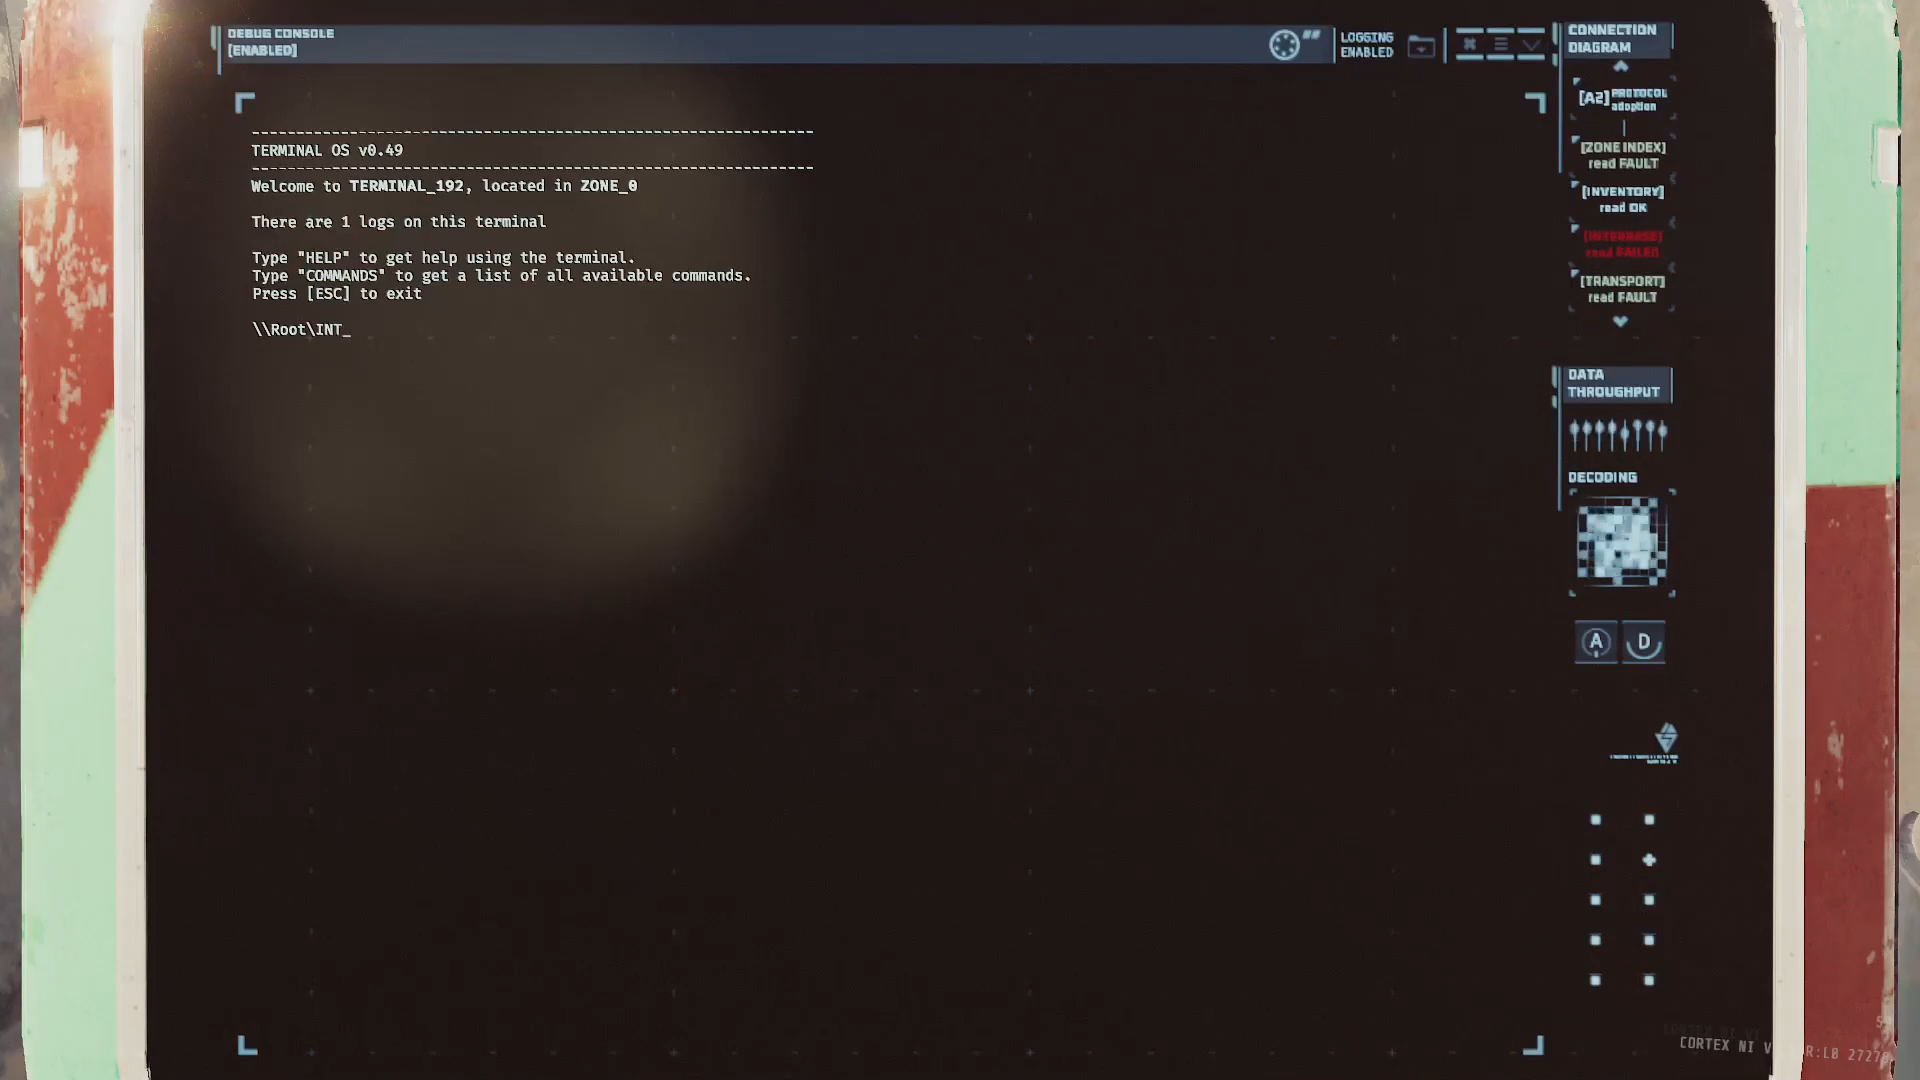 DEBUG CONSOLE
[ENABLED]
LOGGING
ENABLED
------------------------------------------------------------------
TERMINAL OS v0.49
------------------------------------------------------------------
Welcome to TERMINAL_192, located in ZONE_0
There are 1 logs on this terminal
Type "HELP" to get help using the terminal.
Type "COMMANDS" to get a list of all available commands.
Press [ESC] to exit
\\Root\INT_
CONNECTION
DIAGRAM
[A2] PROTOCOL
adoption
[ZONE INDEX]
read FAULT
[INVENTORY]
read OK
read FAILED
[TRANSPORT]
read FAULT
DATA
THROUGHPUT
DECODING
A D
CORTEX NI V
R:L0